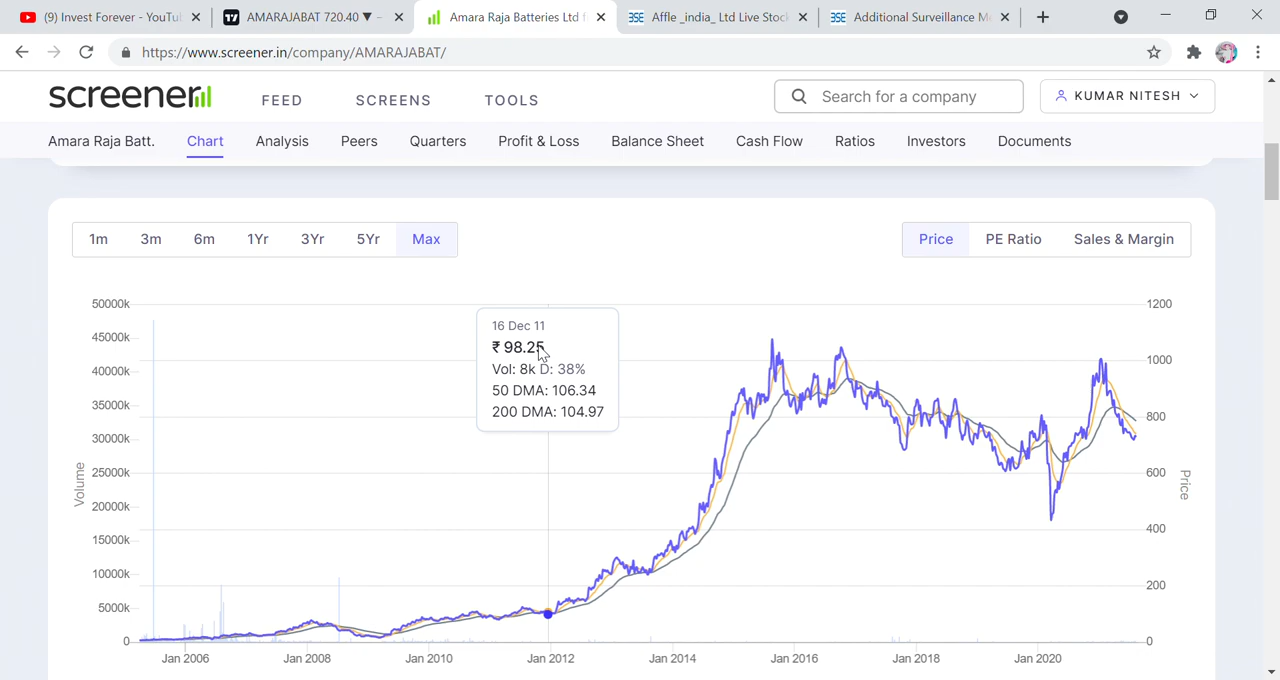 (9) Invest Forever - YouTu
AMARAJABAT 720.40 ▼ -
Amara Raja Batteries Ltd f
Affle _india_ Ltd Live Stock
Additional Surveillance Me
https://www.screener.in/company/AMARAJABAT/
screener
FEED
SCREENS
TOOLS
Search for a company
KUMAR NITESH
Amara Raja Batt.
Chart
Analysis
Peers
Quarters
Profit & Loss
Balance Sheet
Cash Flow
Ratios
Investors
Documents
1m 3m 6m 1Yr 3Yr 5Yr Max
Price PE Ratio Sales & Margin
50000k
45000k
40000k
35000k
30000k
25000k
20000k
15000k
10000k
5000k
0
Volume
16 Dec 11
₹ 98.25
Vol: 8k D: 38%
50 DMA: 106.34
200 DMA: 104.97
1200
1000
800
600
400
200
0
Price
Jan 2006 Jan 2008 Jan 2010 Jan 2012 Jan 2014 Jan 2016 Jan 2018 Jan 2020